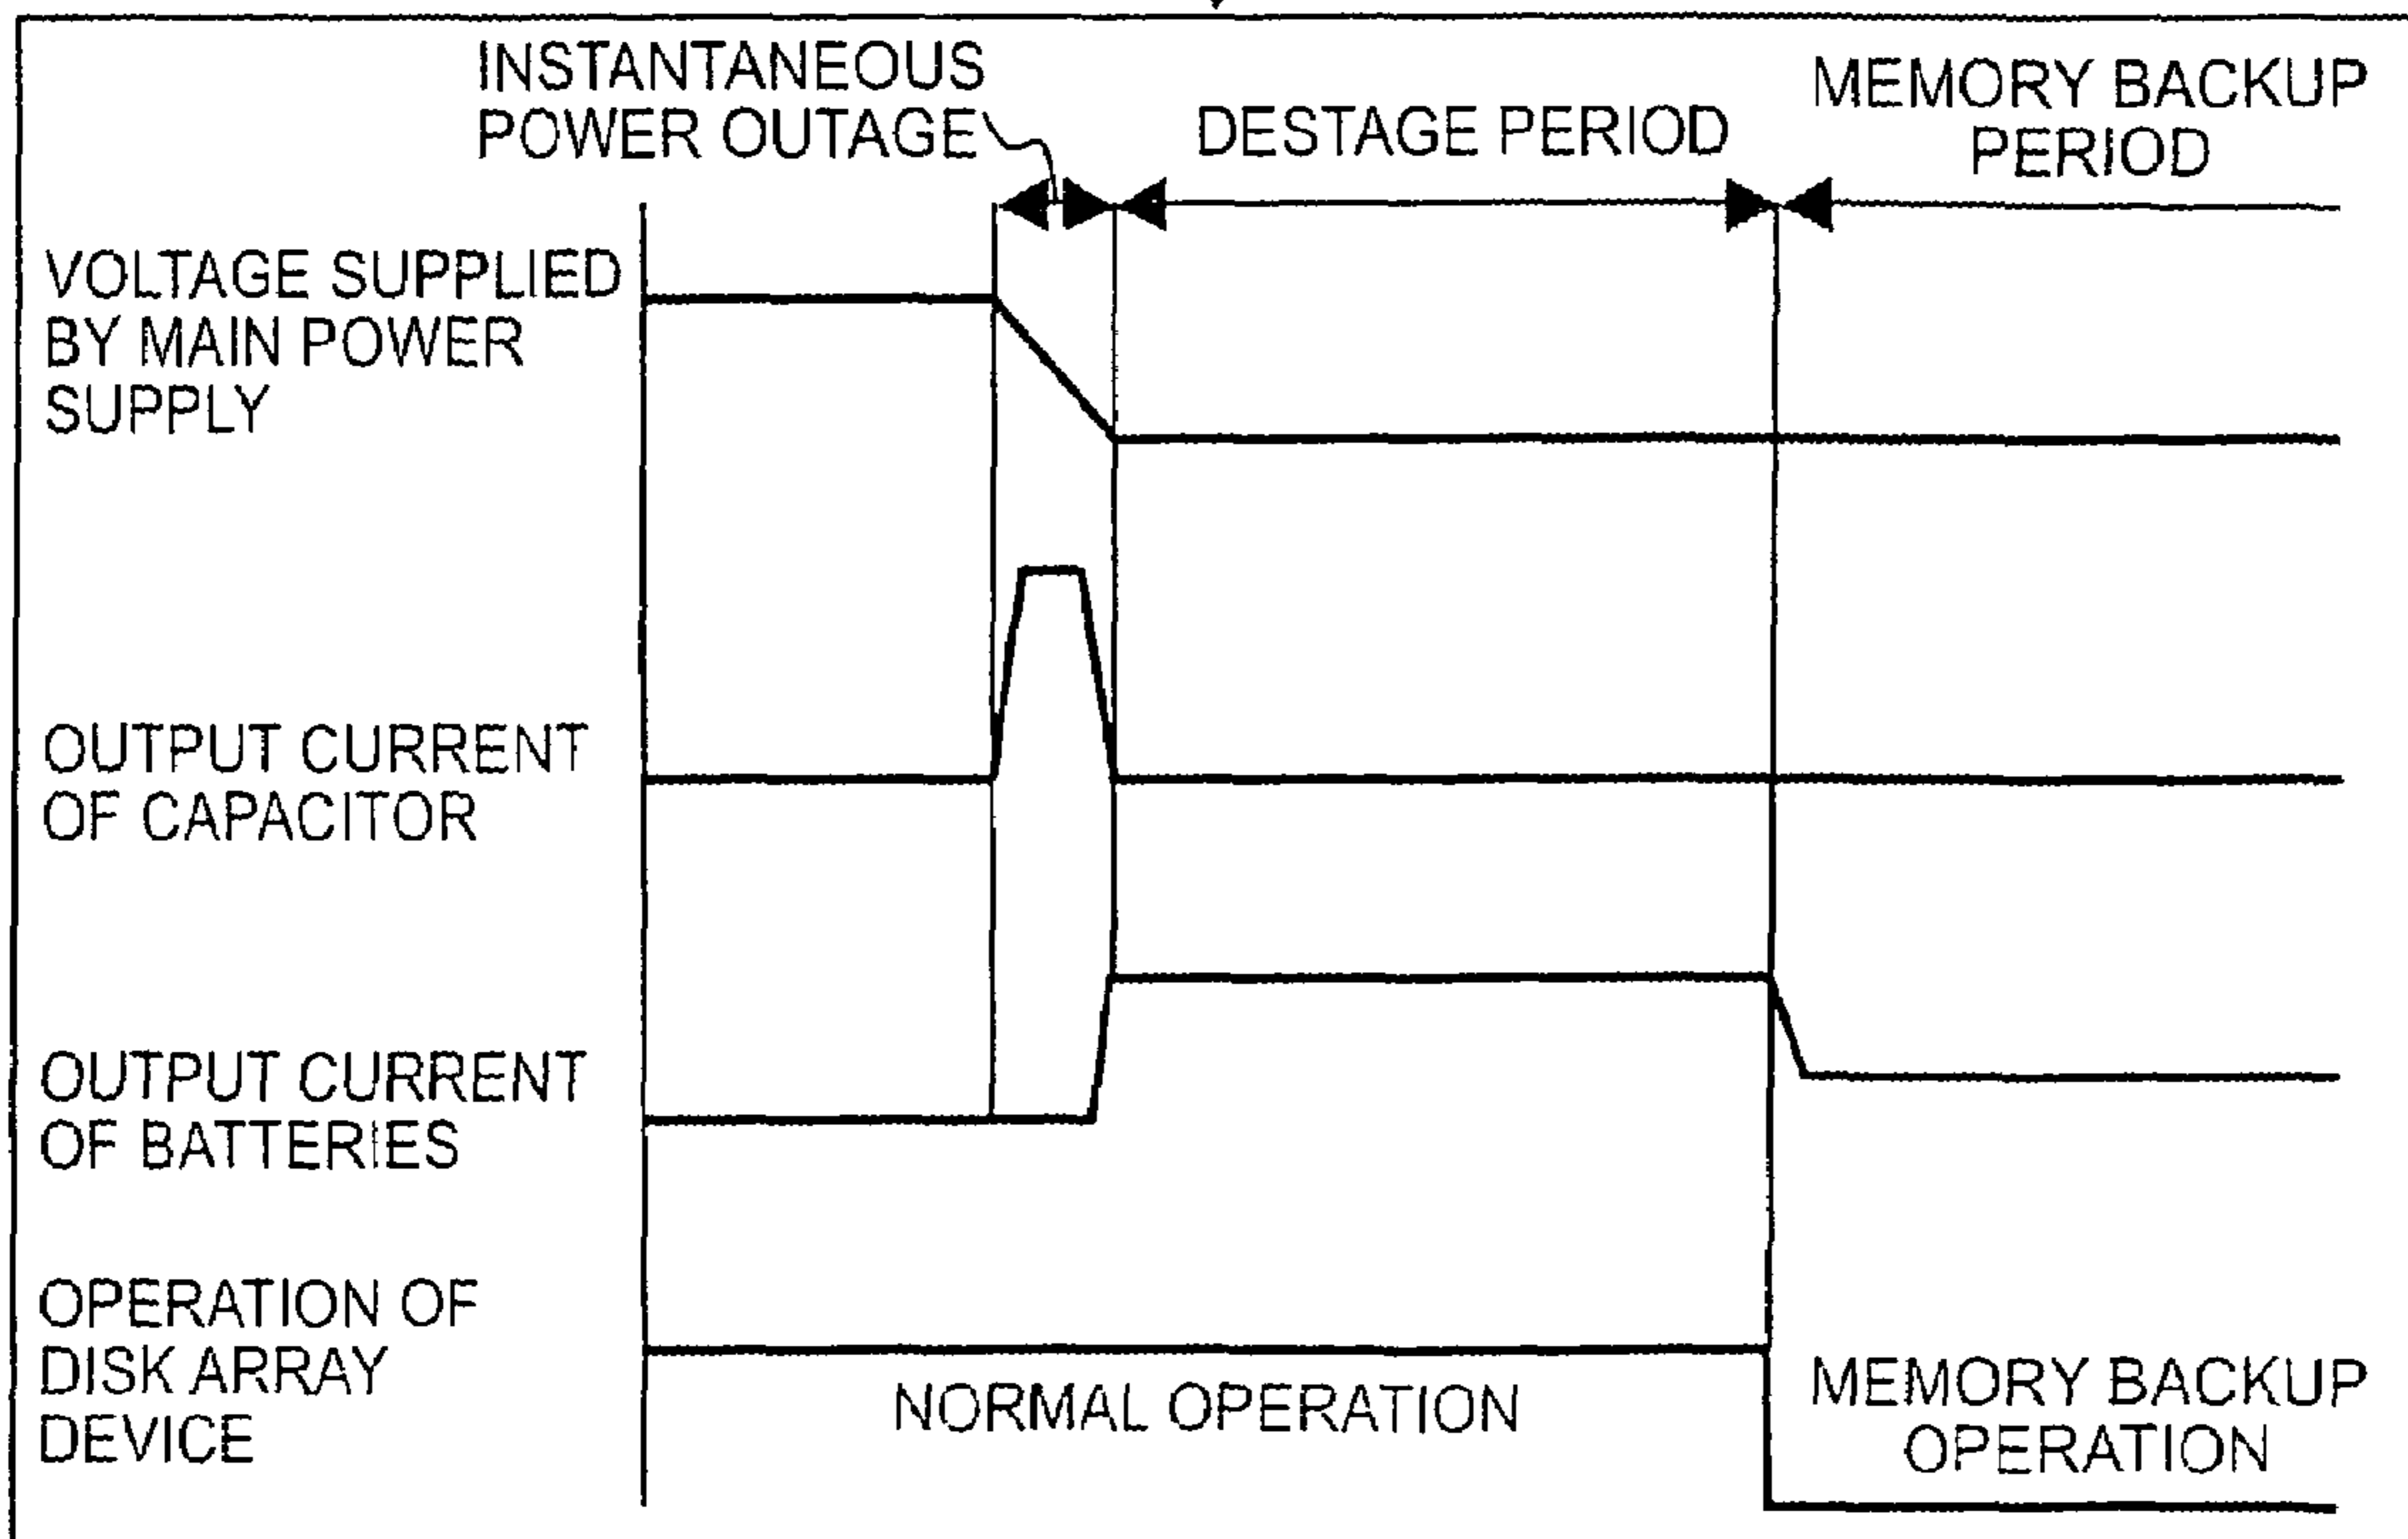 INSTANTANEOUS
POWER OUTAGE
DESTAGE PERIOD
MEMORY BACKUP
PERIOD
VOLTAGE SUPPLIED
BY MAIN POWER
SUPPLY
OUTPUT CURRENT
OF CAPACITOR
OUTPUT CURRENT
OF BATTERIES
OPERATION OF
DISK ARRAY
DEVICE
NORMAL OPERATION
MEMORY BACKUP
OPERATION